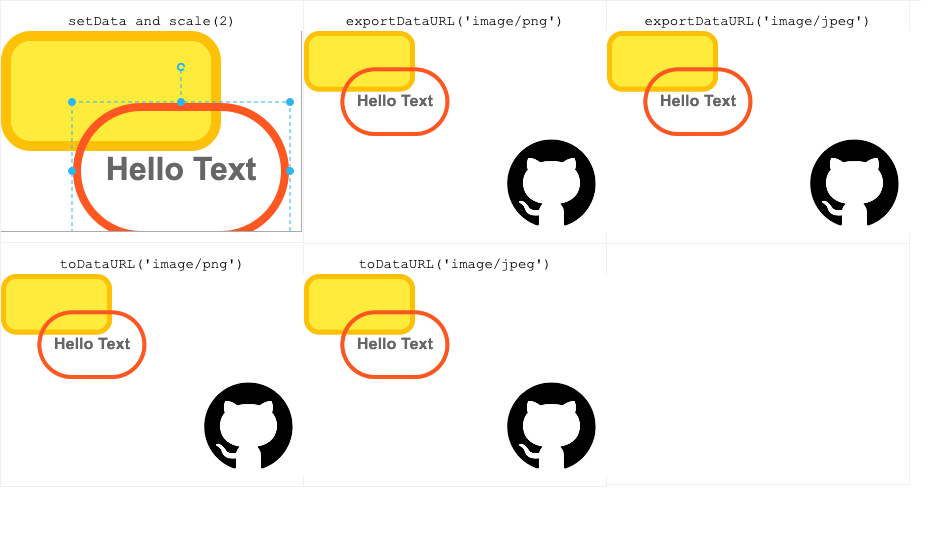 setData and scale(2)
exportDataURL('image/png')
exportDataURL('image/jpeg')
Hello Text
Hello Text
Hello Text
toDataURL('image/png')
toDataURL('image/jpeg')
Hello Text
Hello Text